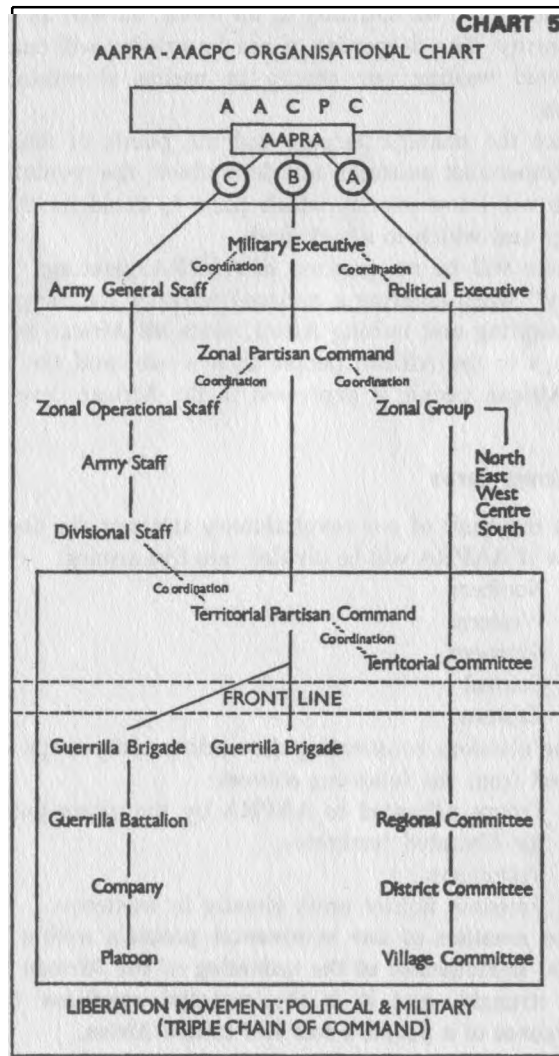 CHART 5
AAPRA - AACPC ORGANISATIONAL CHART
A A C P C
AAPRA
C B A
Military Executive
Coordination Coordination
Army General Staff Political Executive
Zonal Partisan Command
Coordination
Zonal Operational Staff Zonal Group
Army Staff
North
East
West
Centre
South
Divisional Staff
Coordination
Territorial Partisan Command
Coordination
Territorial Committee
FRONT LINE
Guerrilla Brigade Guerrilla Brigade
Guerrilla Battalion Regional Committee
Company District Committee
Platoon Village Committee
LIBERATION MOVEMENT: POLITICAL & MILITARY
(TRIPLE CHAIN OF COMMAND)